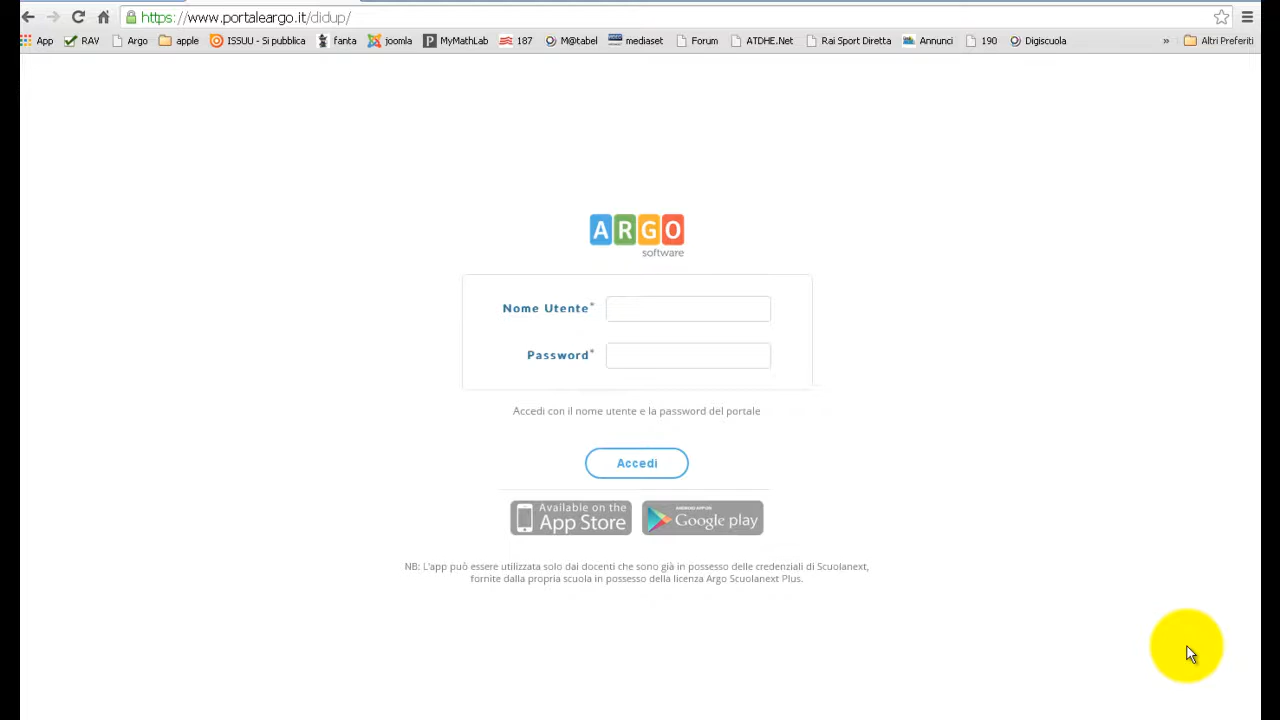 https://www.portaleargo.it/didup/
App RAV Argo apple ISSUU - Si pubblica fanta joomla MyMathLab 187 M@tabel mediaset Forum ATDHE.Net Rai Sport Diretta Annunci 190 Digiscuola » Altri Preferiti
ARGO
software
Nome Utente*
Password*
Accedi con il nome utente e la password del portale
Accedi
Available on the
App Store
ANDROID APP ON
Google play
NB: L'app può essere utilizzata solo dai docenti che sono già in possesso delle credenziali di Scuolanext,
fornite dalla propria scuola in possesso della licenza Argo Scuolanext Plus.